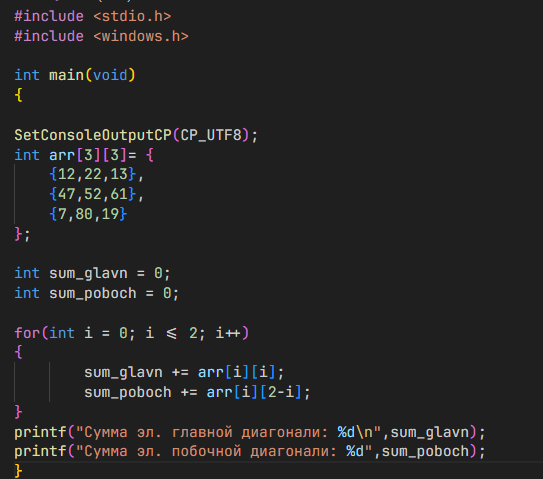 #include <stdio.h>
#include <windows.h>
int main(void)
{
SetConsoleOutputCP(CP_UTF8);
int arr[3][3]= {
{12,22,13},
{47,52,61},
{7,80,19}
};
int sum_glavn = 0;
int sum_poboch = 0;
for(int i = 0; i <= 2; i++)
{
sum_glavn += arr[i][i];
sum_poboch += arr[i][2-i];
}
printf("Сумма эл. главной диагонали: %d\n",sum_glavn);
printf("Сумма эл. побочной диагонали: %d",sum_poboch);
}